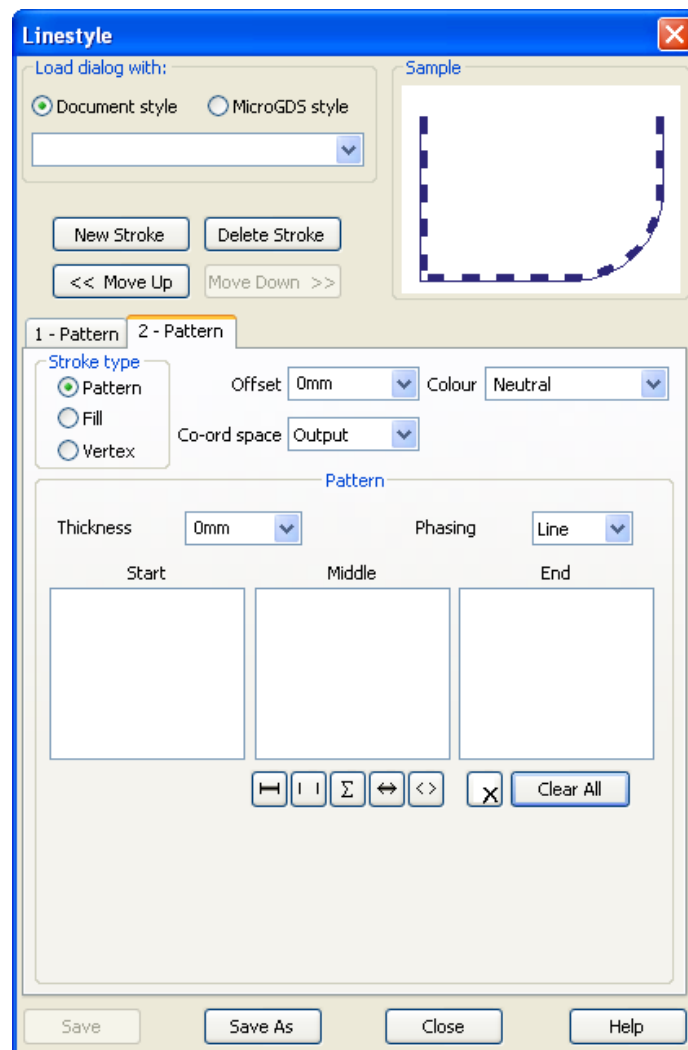 Linestyle
Load dialog with:
Sample
Document style
MicroGDS style
New Stroke
Delete Stroke
<< Move Up
Move Down >>
1 - Pattern
2 - Pattern
Stroke type
Pattern
Fill
Vertex
Offset
0mm
Colour
Neutral
Co-ord space
Output
Pattern
Thickness
0mm
Phasing
Line
Start
Middle
End
Σ
<>
X
Clear All
Save
Save As
Close
Help